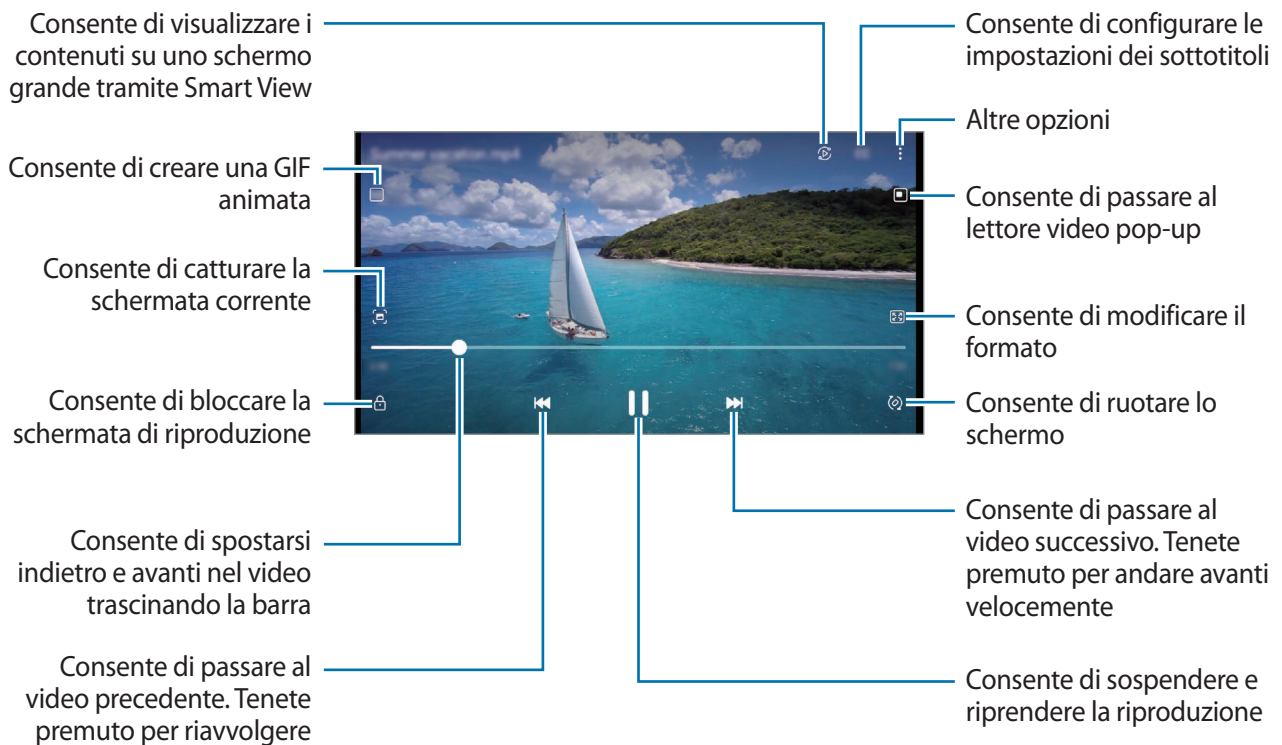 Consente di visualizzare i
contenuti su uno schermo
grande tramite Smart View
Consente di creare una GIF
animata
Consente di catturare la
schermata corrente
Consente di bloccare la
schermata di riproduzione
Consente di spostarsi
indietro e avanti nel video
trascinando la barra
Consente di passare al
video precedente. Tenete
premuto per riavvolgere
Consente di configurare le
impostazioni dei sottotitoli
Altre opzioni
Consente di passare al
lettore video pop-up
Consente di modificare il
formato
Consente di ruotare lo
schermo
Consente di passare al
video successivo. Tenete
premuto per andare avanti
velocemente
Consente di sospendere e
riprendere la riproduzione